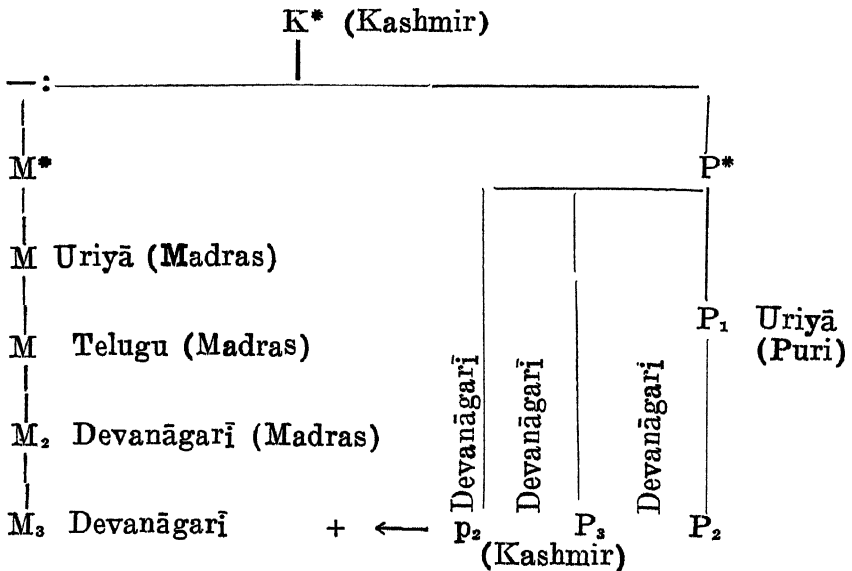 K* (Kashmir)
M* P*
M Uriyā (Madras)
P₁ Uriyā
(Puri)
M Telugu (Madras)
Devanāgarī Devanāgarī Devanāgarī
M₂ Devanāgarī (Madras)
M₃ Devanāgarī + ← p₂ P₃ P₂
(Kashmir)